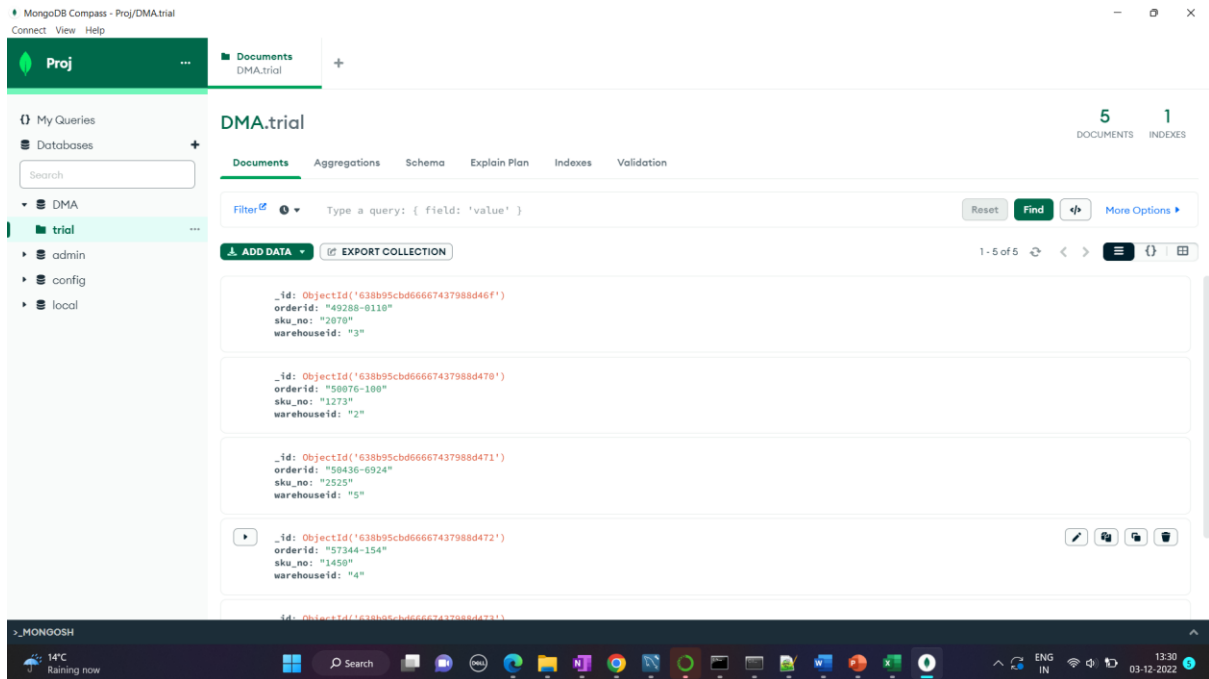 MongoDB Compass - Proj/DMA.trial
Connect View Help
Proj
Documents
DMA.trial
My Queries
Databases
Search
DMA
trial
admin
config
local
DMA.trial
5
DOCUMENTS
1
INDEXES
Documents Aggregations Schema Explain Plan Indexes Validation
Filter Type a query: { field: 'value' } Reset Find </> More Options
ADD DATA EXPORT COLLECTION 1 - 5 of 5 {}
_id: ObjectId('638b95cbd66667437988d46f')
orderid: "49288-0110"
sku_no: "2070"
warehouseid: "3"
_id: ObjectId('638b95cbd66667437988d470')
orderid: "50076-100"
sku_no: "1273"
warehouseid: "2"
_id: ObjectId('638b95cbd66667437988d471')
orderid: "50436-6924"
sku_no: "2525"
warehouseid: "5"
_id: ObjectId('638b95cbd66667437988d472')
orderid: "57344-154"
sku_no: "1450"
warehouseid: "4"
_id: ObjectId('638b95cbd66667437988d473')
>_MONGOSH
14°C
Raining now
Search
DELL
ENG
IN
13:30
03-12-2022
5